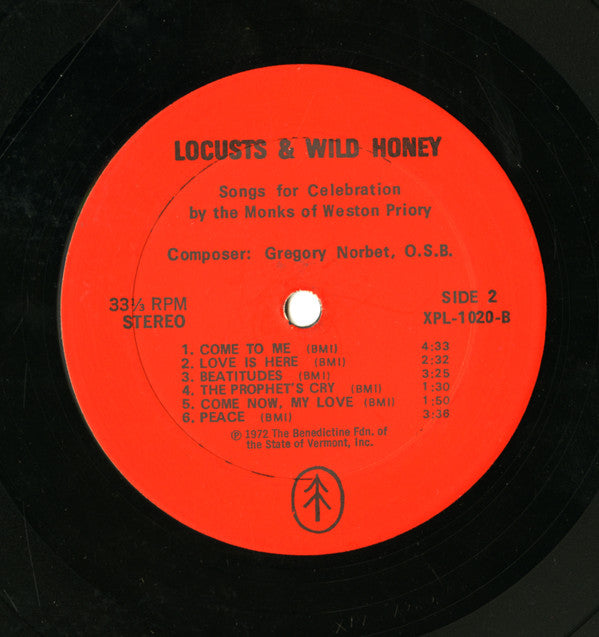 LOCUSTS & WILD HONEY
Songs for Celebration
by the Monks of Weston Priory
Composer: Gregory Norbet, O.S.B.
33⅓ RPM
STEREO
SIDE 2
XPL-1020-B
1. COME TO ME (BMI) 4:33
2. LOVE IS HERE (BMI) 2:32
3. BEATITUDES (BMI) 3:25
4. THE PROPHET'S CRY (BMI) 1:30
5. COME NOW, MY LOVE (BMI) 1:50
6. PEACE (BMI) 3:36
℗ 1972 The Benedictine Fdn. of
the State of Vermont, Inc.